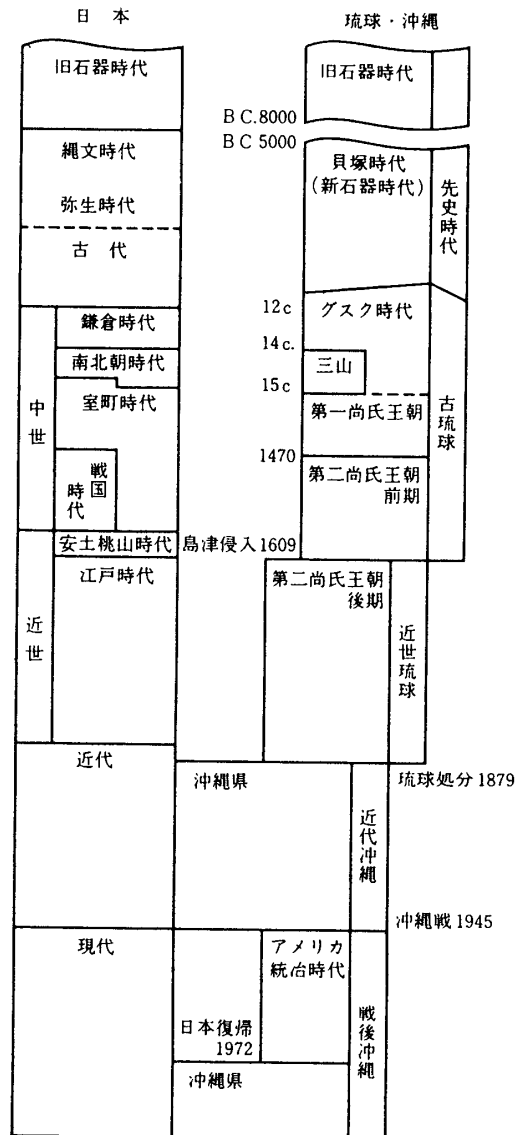 日本
琉球・沖縄
旧石器時代
旧石器時代
B C.8000
縄文時代
B C 5000
貝塚時代
(新石器時代)
先史時代
弥生時代
古代
12c
グスク時代
鎌倉時代
14c.
南北朝時代
三山
15c
室町時代
第一尚氏王朝
中世
古琉球
1470
戦国
時代
第二尚氏王朝
前期
安土桃山時代
島津侵入1609
江戸時代
第二尚氏王朝
後期
近世
近世琉球
近代
沖縄県
琉球処分1879
近代沖縄
沖縄戦1945
現代
アメリカ
統治時代
日本復帰
1972
戦後沖縄
沖縄県